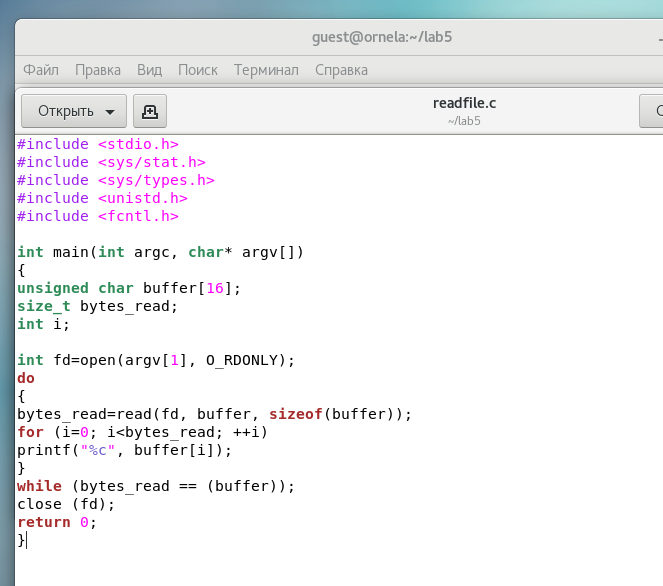 guest@ornela:~/lab5
Файл Правка Вид Поиск Терминал Справка
Открыть
readfile.c
~/lab5
#include <stdio.h>
#include <sys/stat.h>
#include <sys/types.h>
#include <unistd.h>
#include <fcntl.h>
int main(int argc, char* argv[])
{
unsigned char buffer[16];
size_t bytes_read;
int i;
int fd=open(argv[1], O_RDONLY);
do
{
bytes_read=read(fd, buffer, sizeof(buffer));
for (i=0; i<bytes_read; ++i)
printf("%c", buffer[i]);
}
while (bytes_read == (buffer));
close (fd);
return 0;
}